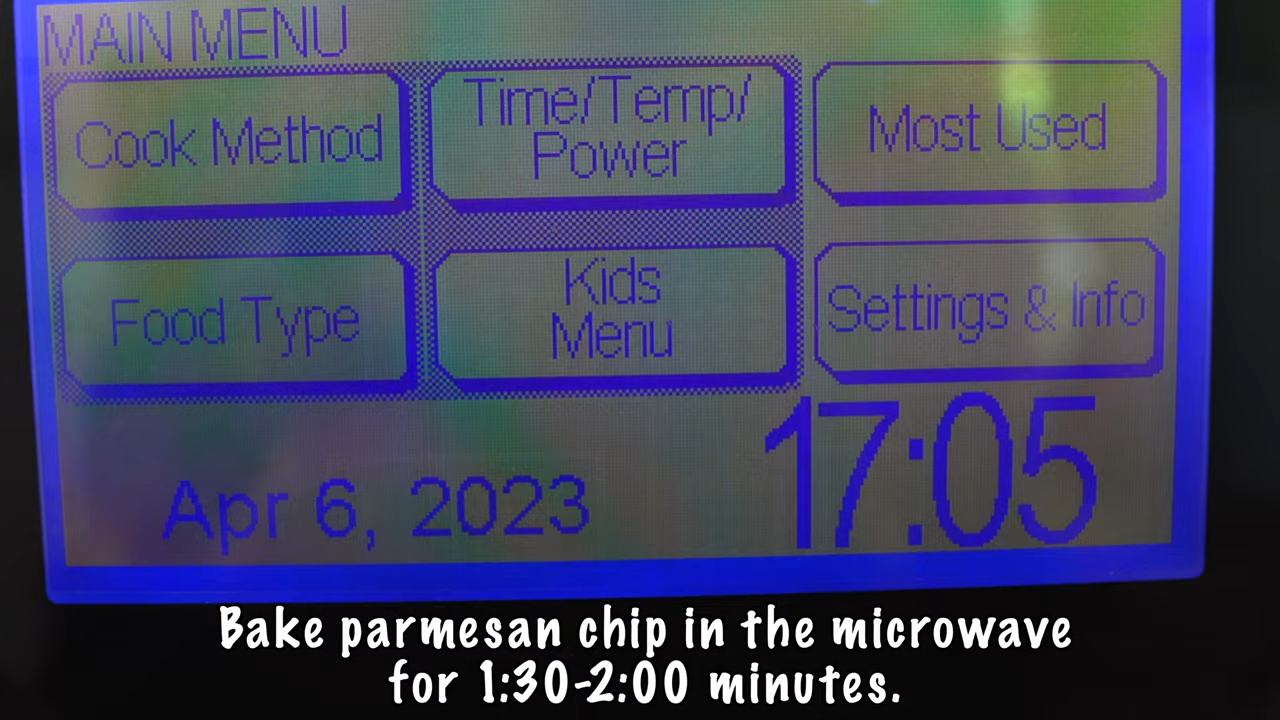 MAIN MENU
Cook Method
Time/Temp/
Power
Most Used
Food Type
Kids
Menu
Settings & Info
Apr 6, 2023
17:05
Bake parmesan chip in the microwave
for 1:30-2:00 minutes.